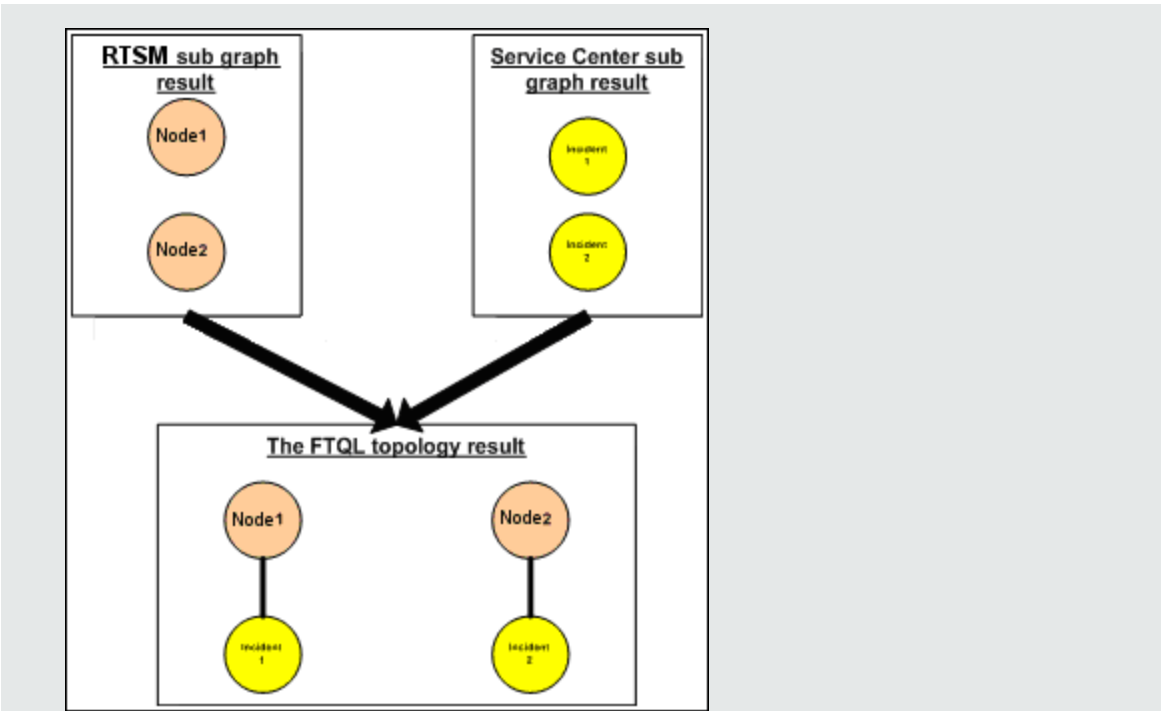 RTSM sub graph
result
Node1
Node2
Service Center sub
graph result
Incident
1
Incident
2
The FTQL topology result
Node1
Node2
Incident
1
Incident
2